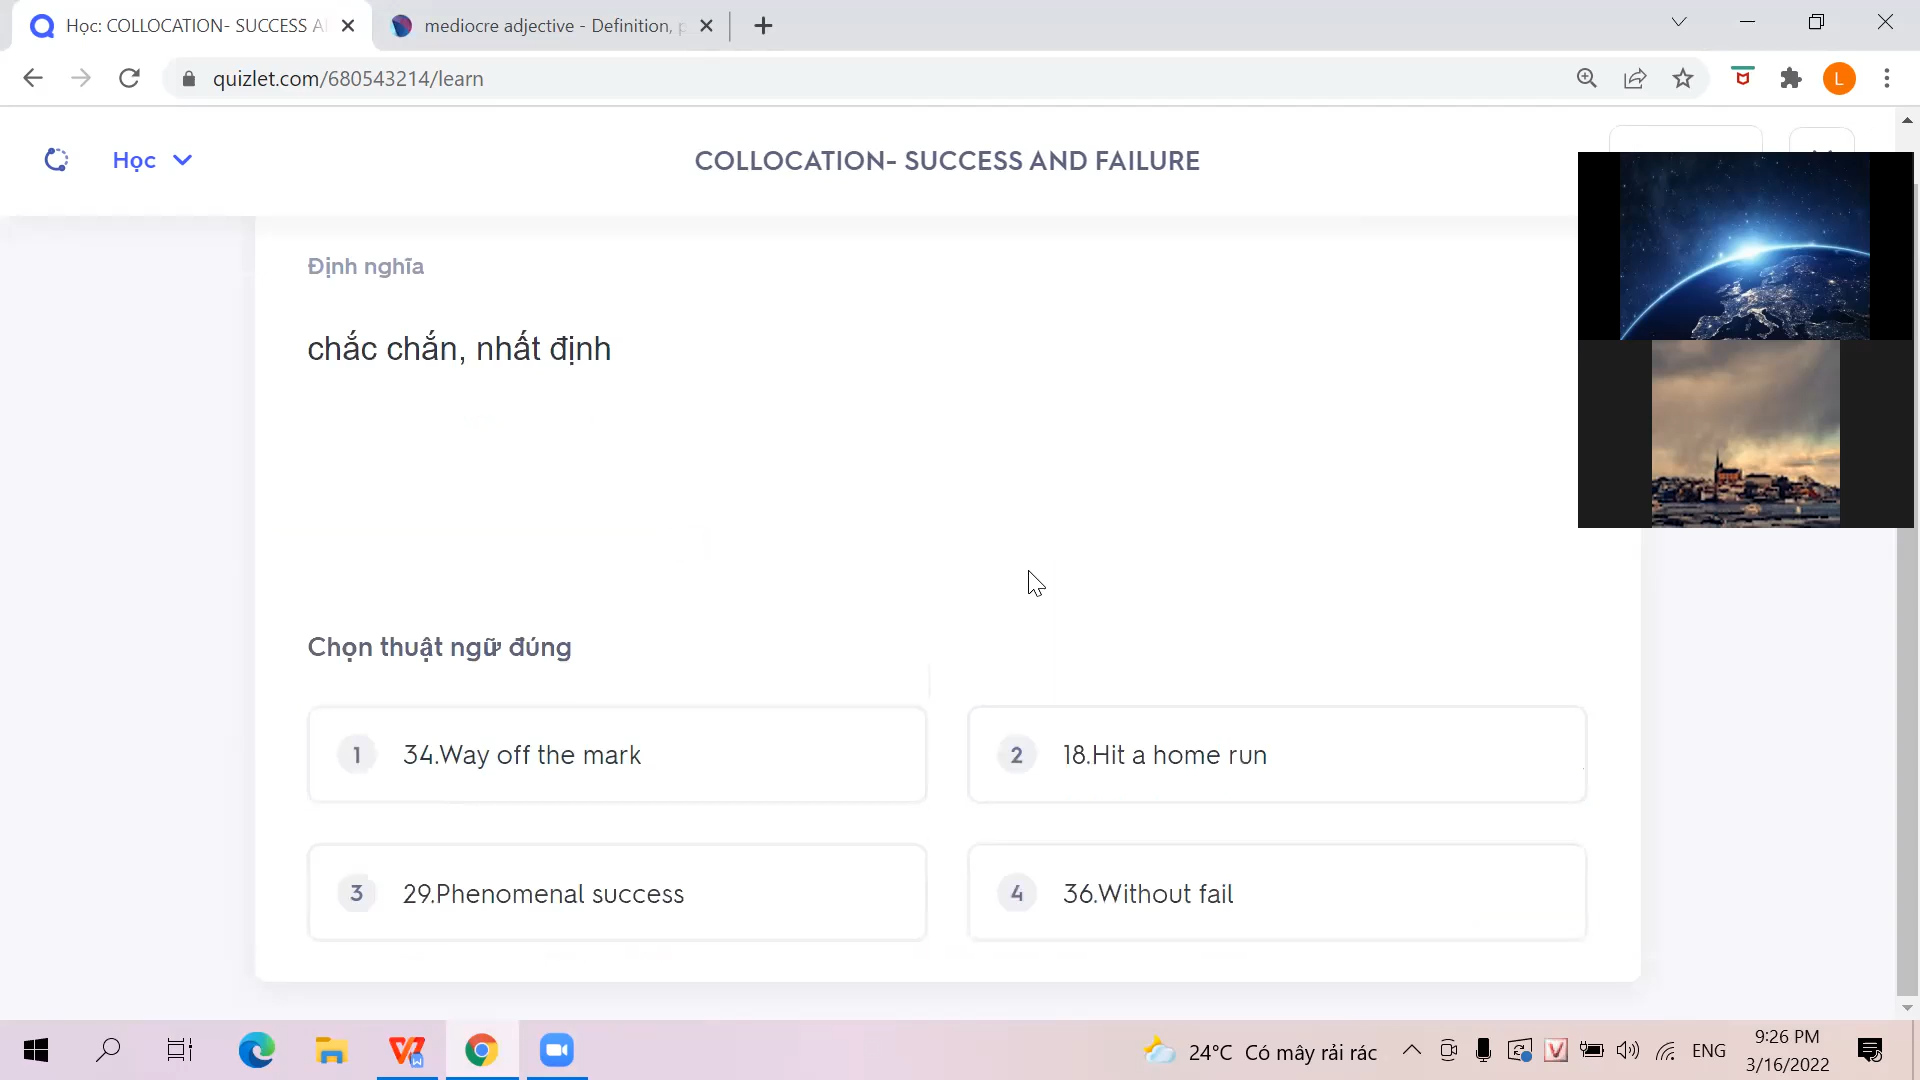 Học: COLLOCATION- SUCCESS A
mediocre adjective - Definition,
quizlet.com/680543214/learn
L
Học
COLLOCATION- SUCCESS AND FAILURE
Định nghĩa
chắc chắn, nhất định
Chọn thuật ngữ đúng
1 34.Way off the mark
2 18.Hit a home run
3 29.Phenomenal success
4 36.Without fail
24°C Có mây rải rác
ENG
9:26 PM
3/16/2022